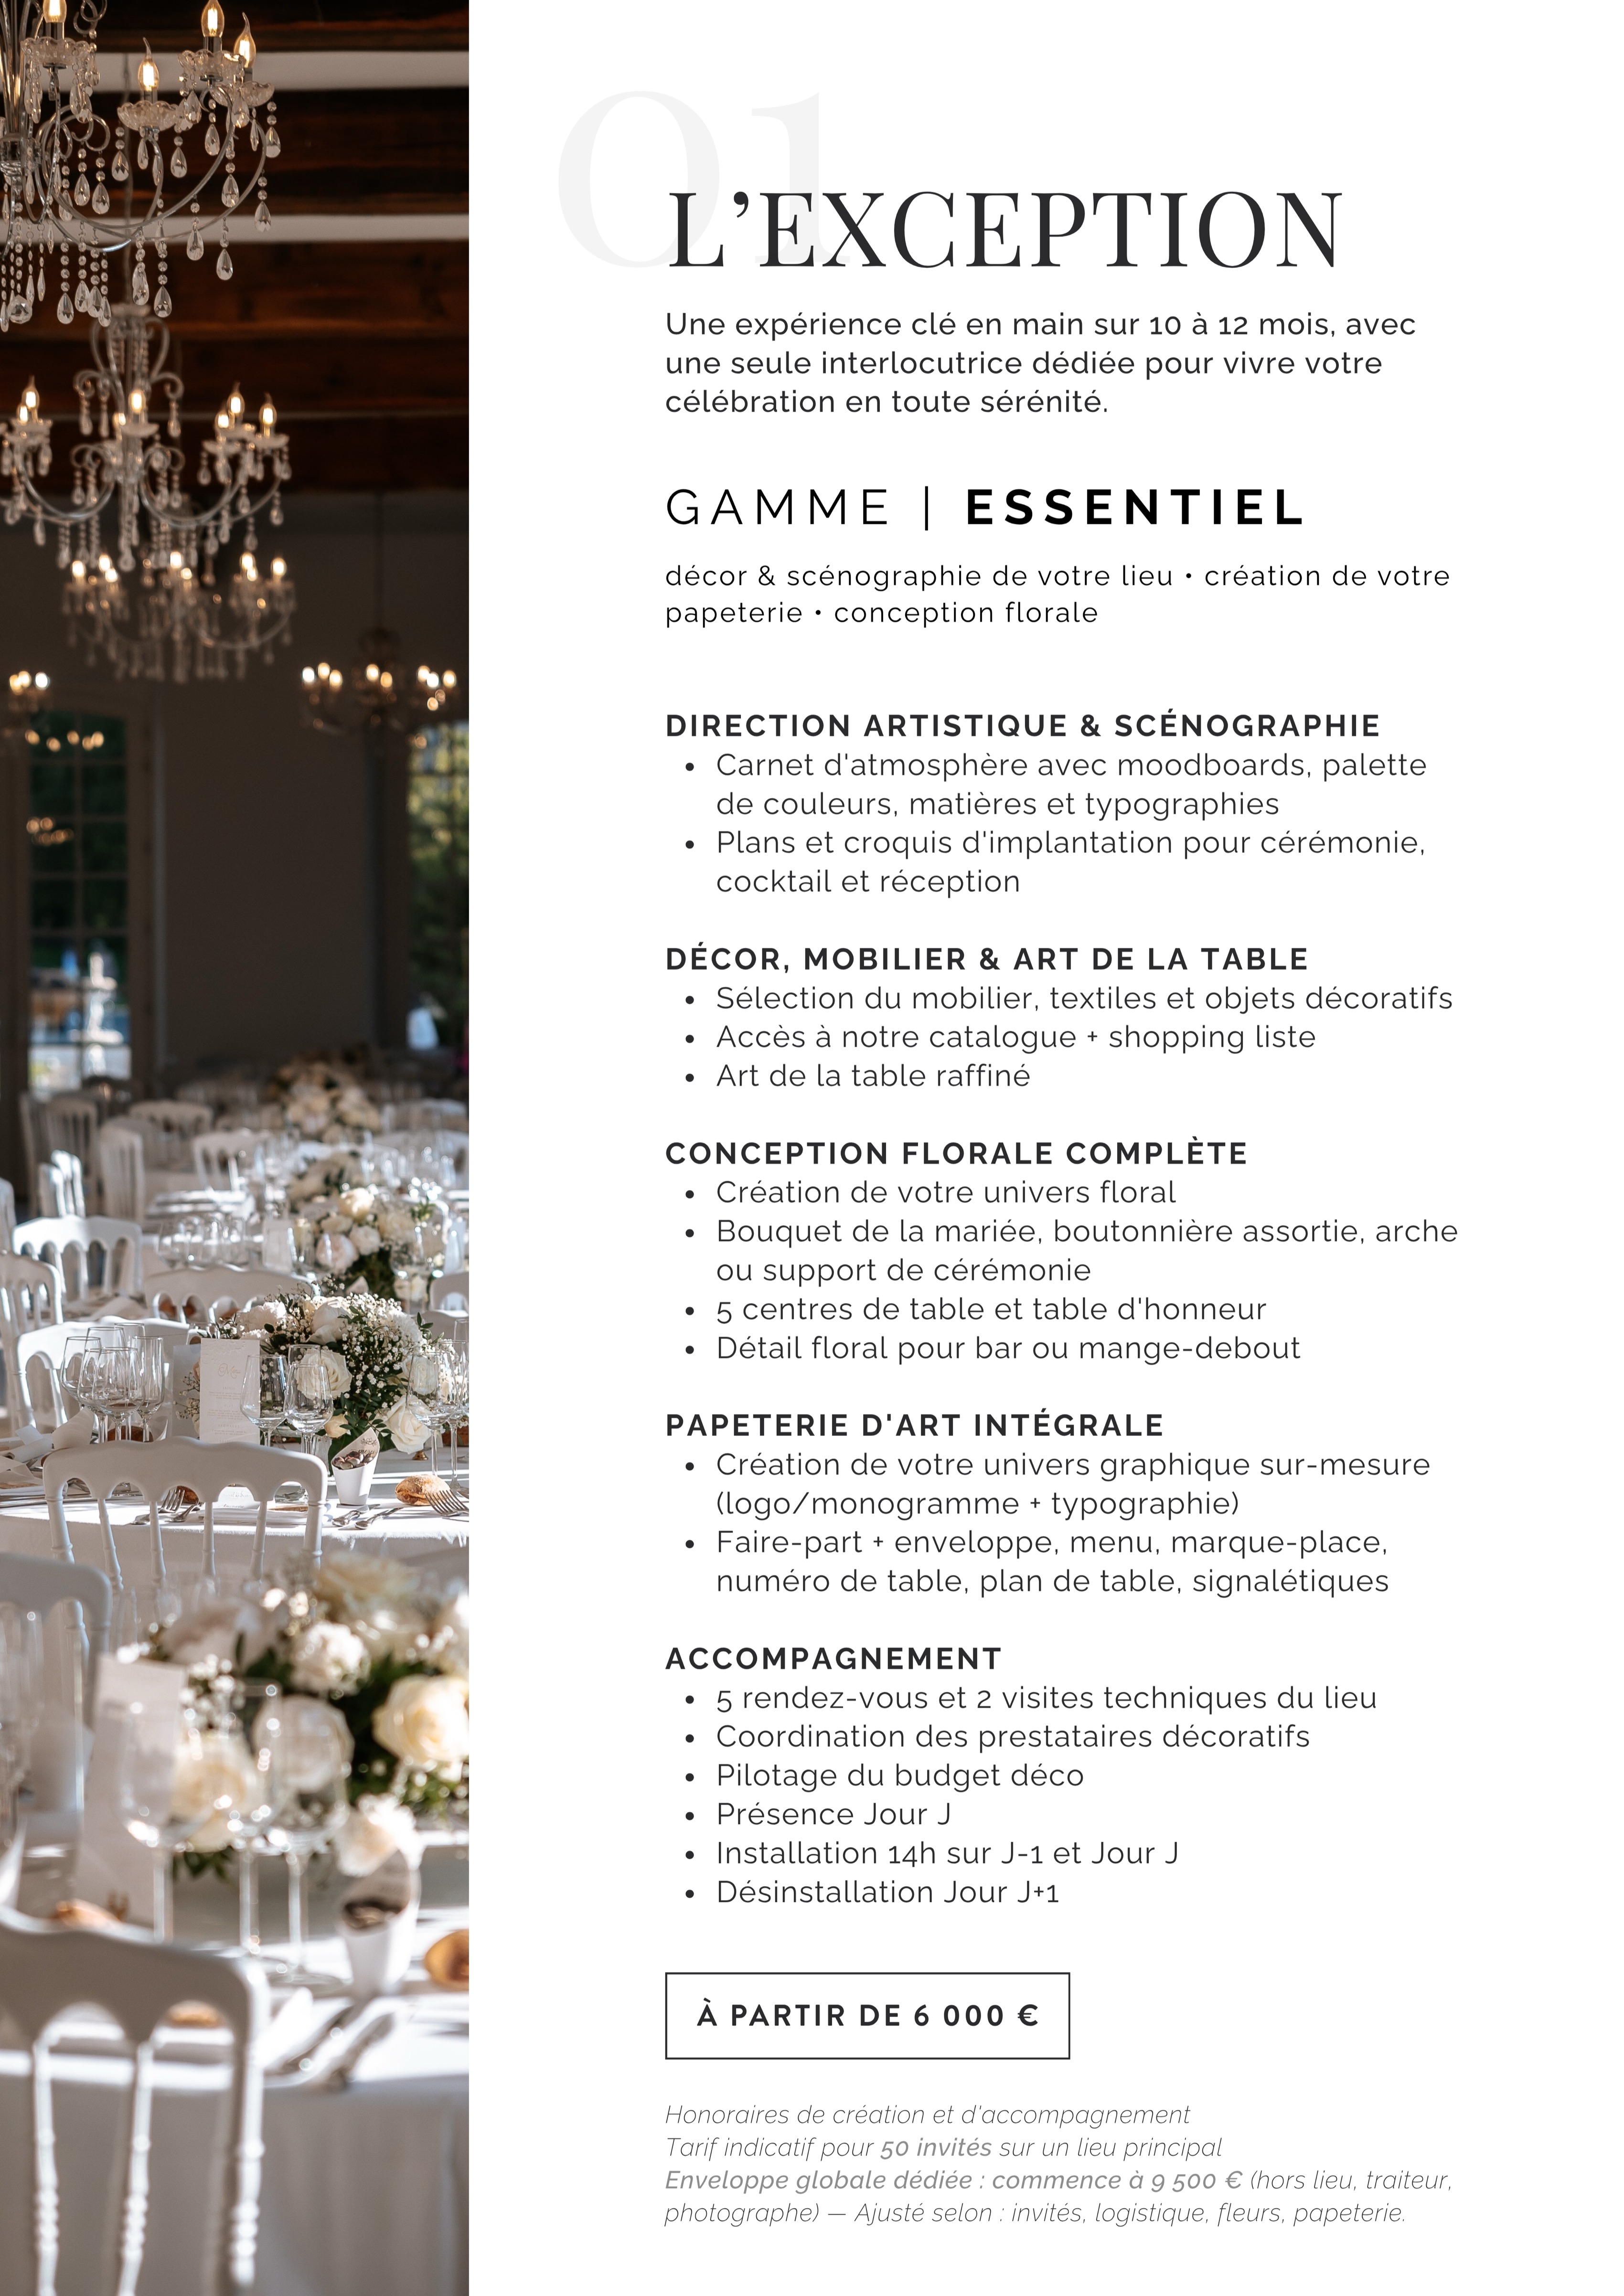 01
L'EXCEPTION
Une expérience clé en main sur 10 à 12 mois, avec
une seule interlocutrice dédiée pour vivre votre
célébration en toute sérénité.
GAMME | ESSENTIEL
décor & scénographie de votre lieu • création de votre
papeterie • conception florale
DIRECTION ARTISTIQUE & SCÉNOGRAPHIE
• Carnet d'atmosphère avec moodboards, palette
de couleurs, matières et typographies
• Plans et croquis d'implantation pour cérémonie,
cocktail et réception
DÉCOR, MOBILIER & ART DE LA TABLE
• Sélection du mobilier, textiles et objets décoratifs
• Accès à notre catalogue + shopping liste
• Art de la table raffiné
CONCEPTION FLORALE COMPLÈTE
• Création de votre univers floral
• Bouquet de la mariée, boutonnière assortie, arche
ou support de cérémonie
• 5 centres de table et table d'honneur
• Détail floral pour bar ou mange-debout
PAPETERIE D'ART INTÉGRALE
• Création de votre univers graphique sur-mesure
(logo/monogramme + typographie)
• Faire-part + enveloppe, menu, marque-place,
numéro de table, plan de table, signalétiques
ACCOMPAGNEMENT
• 5 rendez-vous et 2 visites techniques du lieu
• Coordination des prestataires décoratifs
• Pilotage du budget déco
• Présence Jour J
• Installation 14h sur J-1 et Jour J
• Désinstallation Jour J+1
À PARTIR DE 6 000 €
Honoraires de création et d'accompagnement
Tarif indicatif pour 50 invités sur un lieu principal
Enveloppe globale dédiée : commence à 9 500 € (hors lieu, traiteur,
photographe) — Ajusté selon : invités, logistique, fleurs, papeterie.